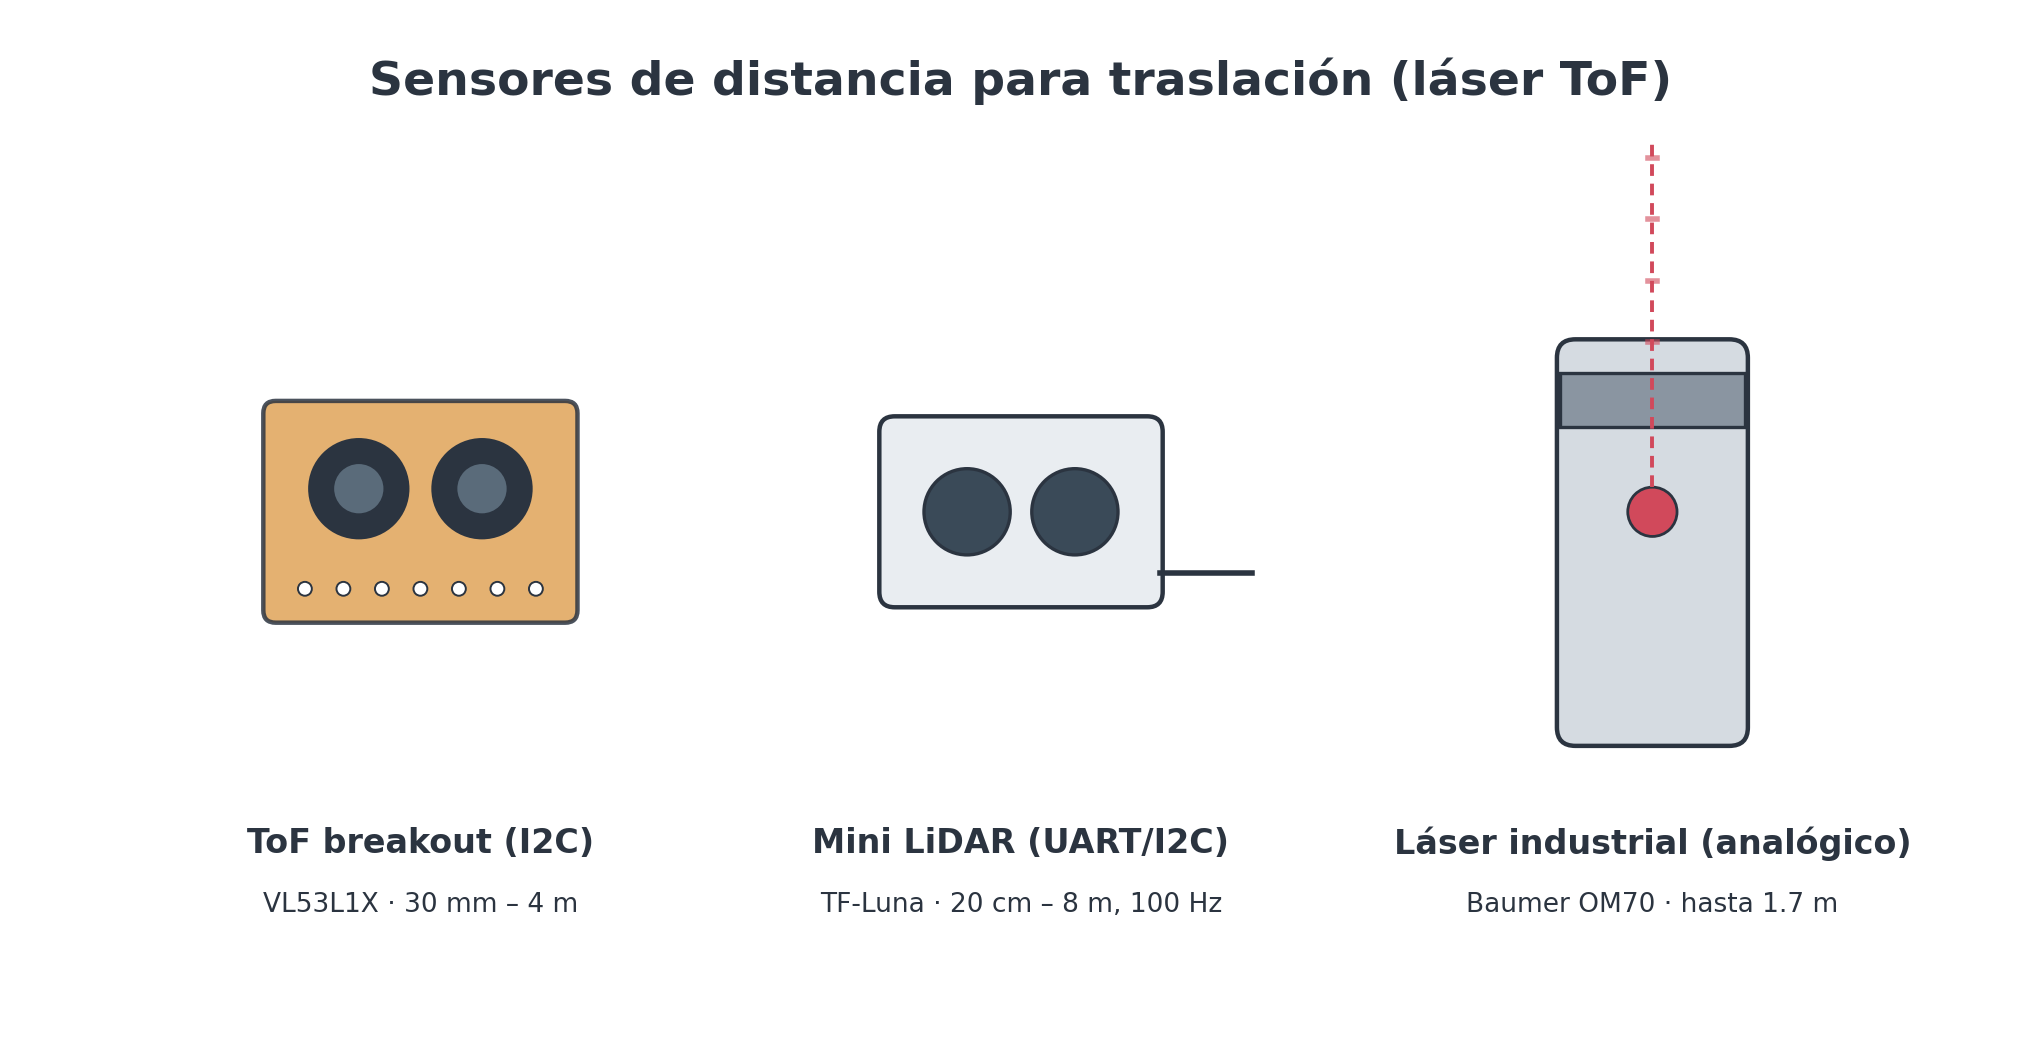 Sensores de distancia para traslación (láser ToF)
ToF breakout (I2C)
VL53L1X · 30 mm – 4 m
Mini LiDAR (UART/I2C)
TF-Luna · 20 cm – 8 m, 100 Hz
Láser industrial (analógico)
Baumer OM70 · hasta 1.7 m